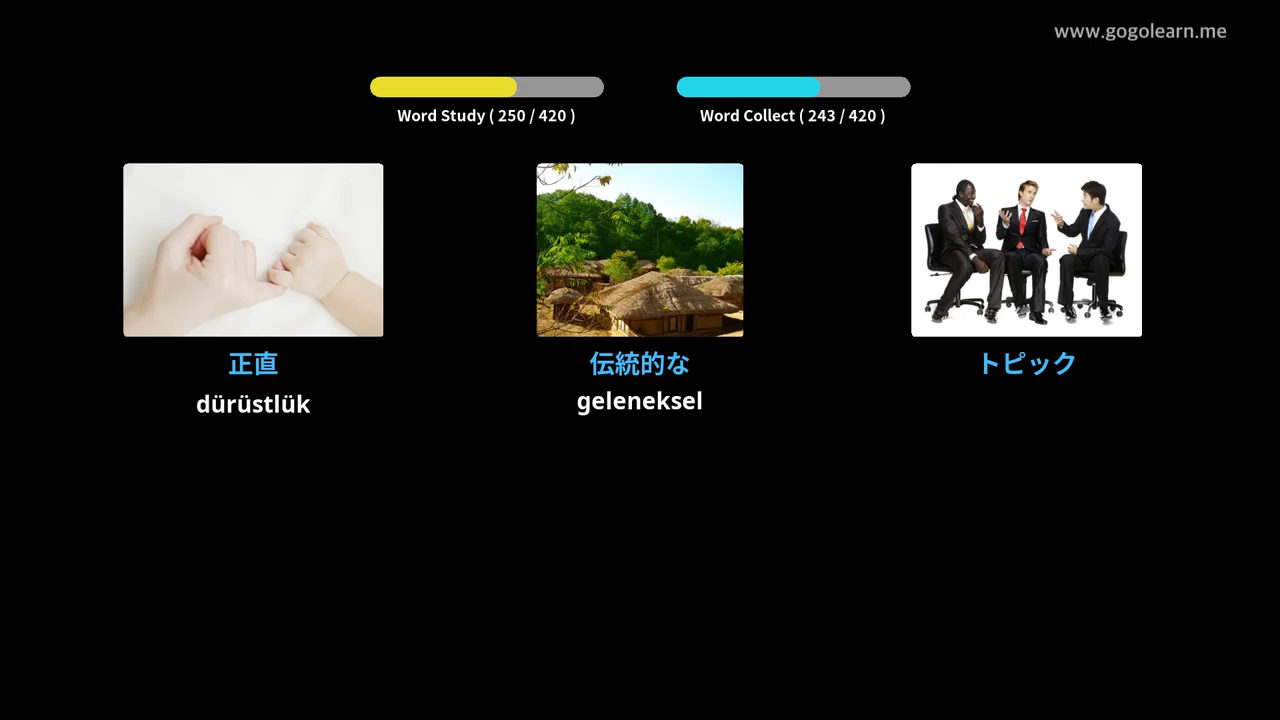 www.gogolearn.me
Word Study ( 250 / 420 )
Word Collect ( 243 / 420 )
正直
伝統的な
トピック
dürüstlük
geleneksel